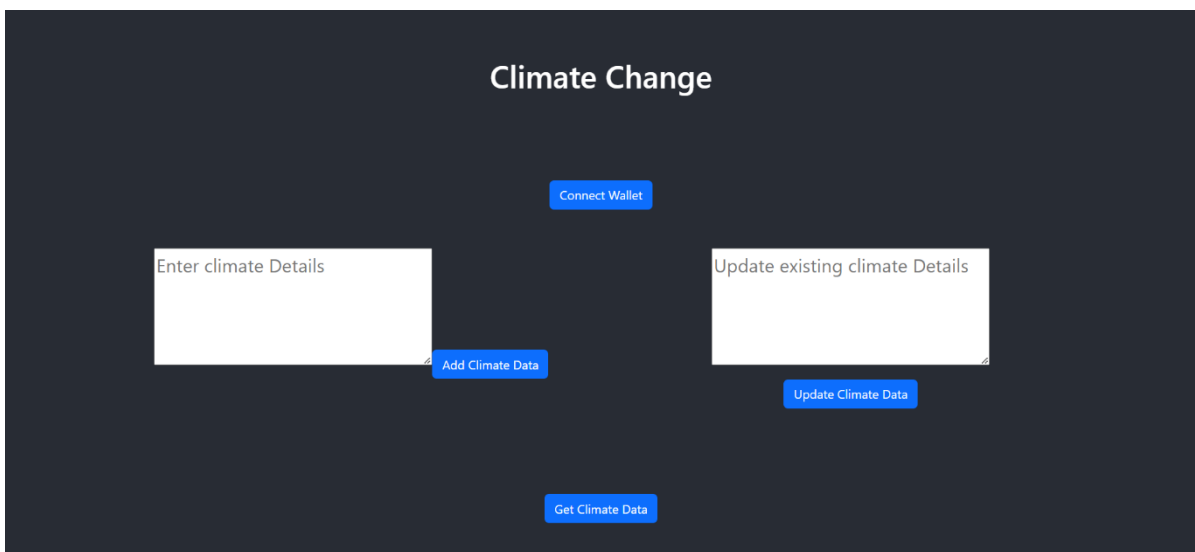 Climate Change
Connect Wallet
Enter climate Details
Add Climate Data
Update existing climate Details
Update Climate Data
Get Climate Data